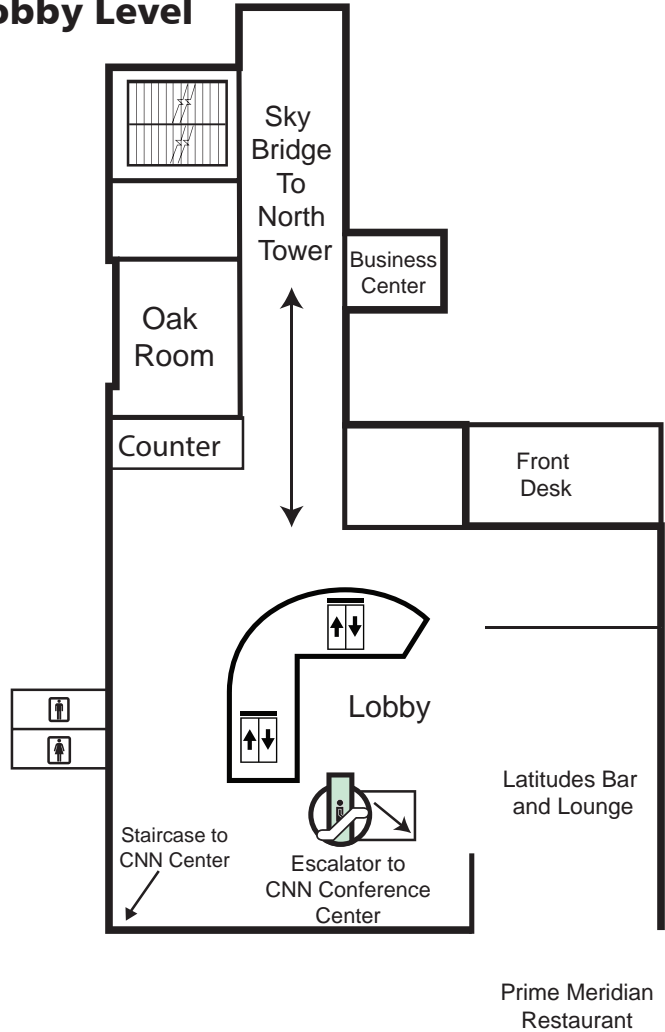 obby Level
Sky
Bridge
To
North
Tower
Business
Center
Oak
Room
Counter
Front
Desk
Lobby
Latitudes Bar
and Lounge
Staircase to
CNN Center
Escalator to
CNN Conference
Center
Prime Meridian
Restaurant